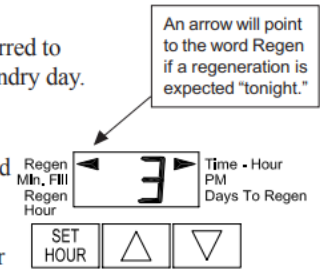 An arrow will point
to the word Regen
if a regeneration is
expected “tonight.”
rred to
ndry day.
d
Regen
Min. Fill
Regen
Hour
3
Time - Hour
PM
Days To Regen
r
SET
HOUR